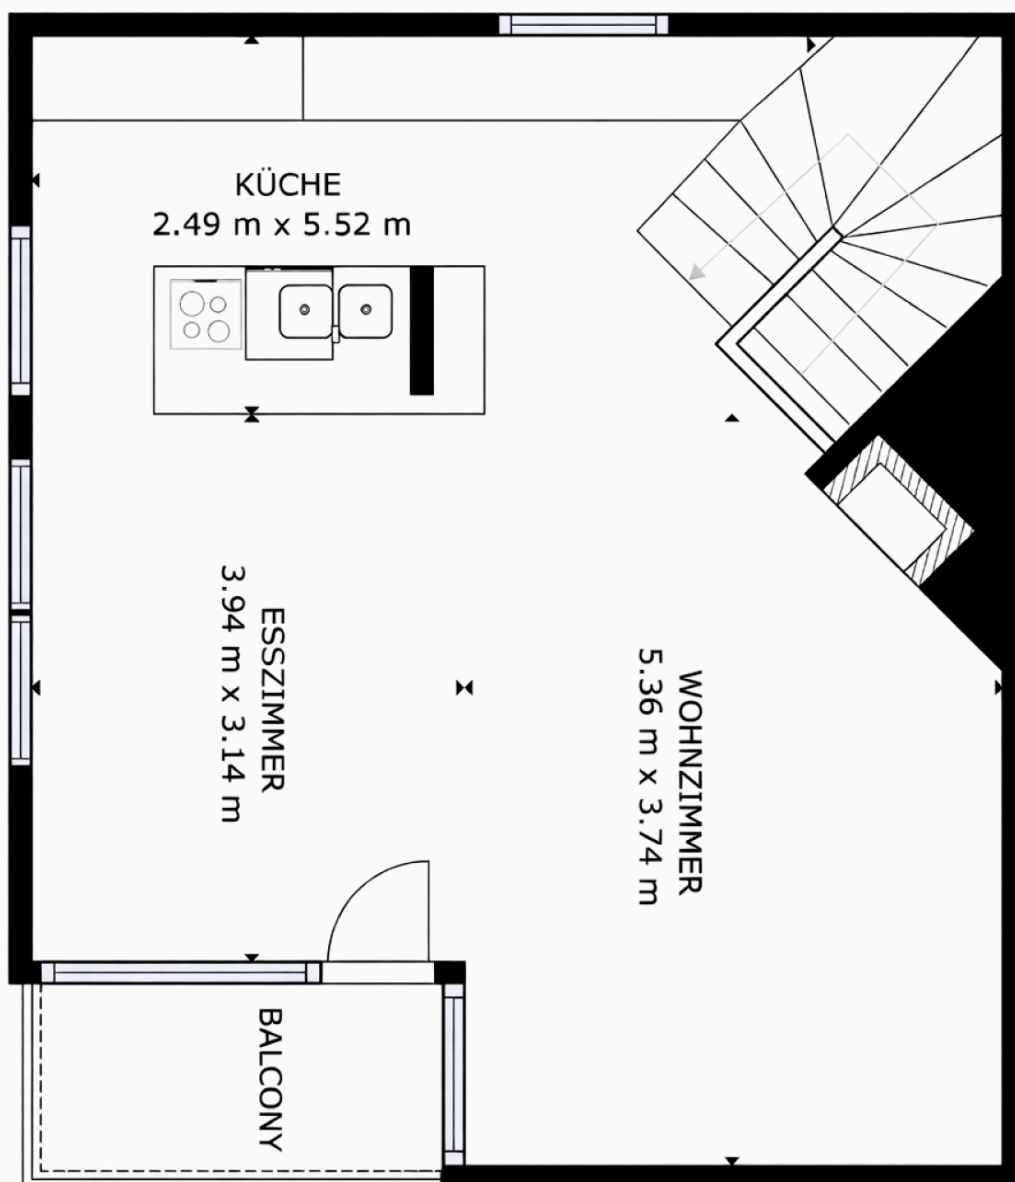 KÜCHE
2.49 m x 5.52 m
ESSZIMMER
3.94 m x 3.14 m
WOHNZIMMER
5.36 m x 3.74 m
BALCONY